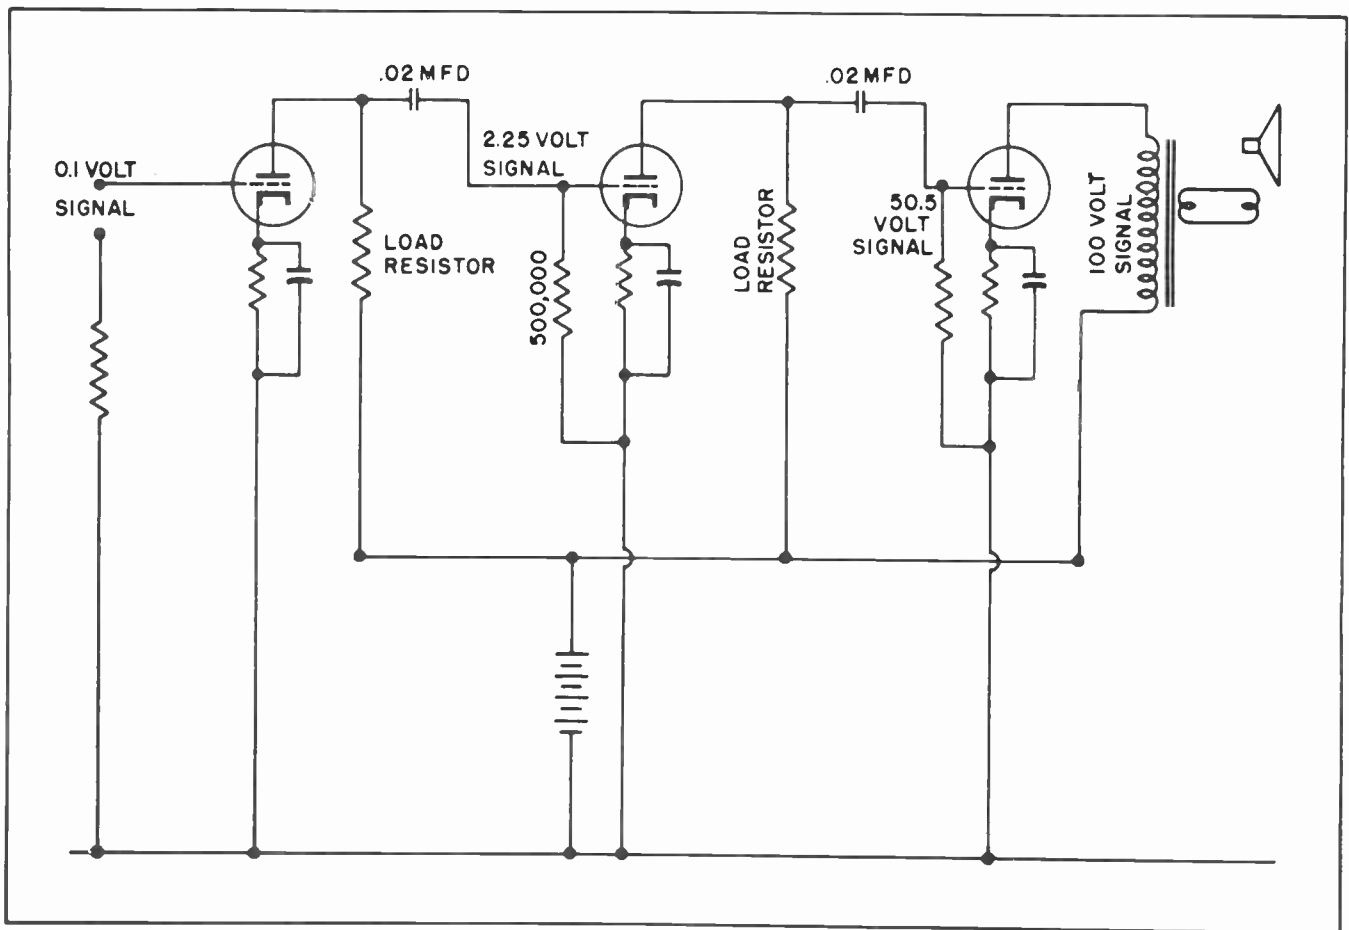 .02 MFD
.02 MFD
0.1 VOLT
SIGNAL
2.25 VOLT
SIGNAL
LOAD
RESISTOR
500,000
LOAD
RESISTOR
50.5
VOLT
SIGNAL
100 VOLT
SIGNAL